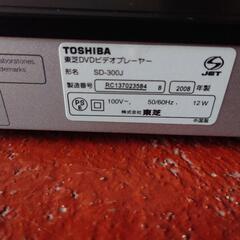 TOSHIBA
東芝DVDビデオプレーヤー
形名 SD-300J
製造番号 RC137023584 8 2008 年製
100V～, 50/60Hz, 12W
株式会社 東芝
中国製
PS
E
JET
laboratories.
demarks.